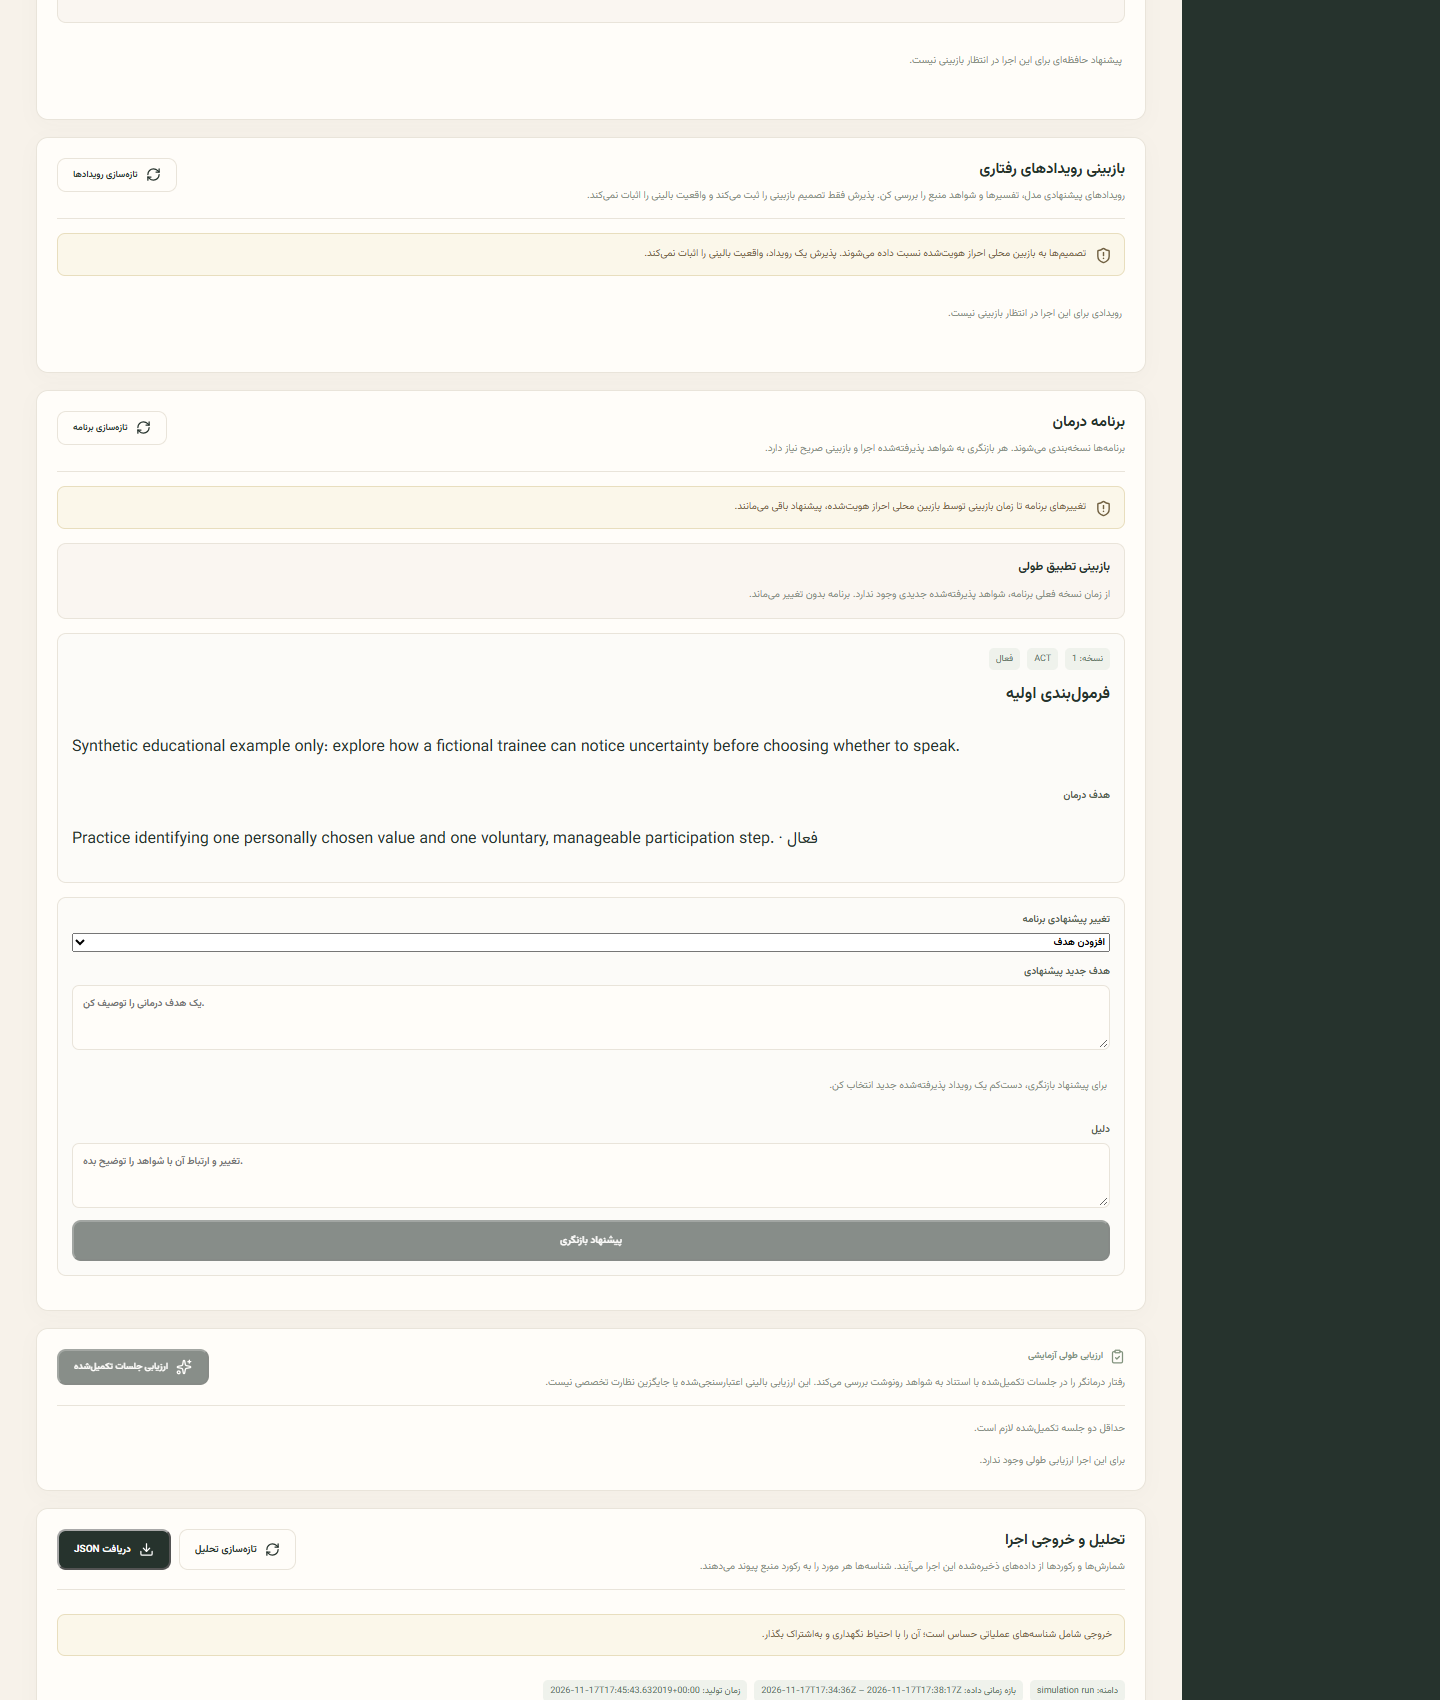 پیشنهاد حافظه‌ای برای این اجرا در انتظار بازبینی نیست.
بازبینی رویدادهای رفتاری
تازه‌سازی رویدادها
رویدادهای پیشنهادی مدل، تفسیرها و شواهد منبع را بررسی کن. پذیرش فقط تصمیم بازبینی را ثبت می‌کند و واقعیت بالینی را اثبات نمی‌کند.
تصمیم‌ها به بازبین محلی احراز هویت‌شده نسبت داده می‌شوند. پذیرش یک رویداد، واقعیت بالینی را اثبات نمی‌کند.
رویدادی برای این اجرا در انتظار بازبینی نیست.
برنامه درمان
تازه‌سازی برنامه
برنامه‌ها نسخه‌بندی می‌شوند. هر بازنگری به شواهد پذیرفته‌شده اجرا و بازبینی صریح نیاز دارد.
تغییرهای برنامه تا زمان بازبینی توسط بازبین محلی احراز هویت‌شده، پیشنهاد باقی می‌مانند.
بازبینی تطبیق طولی
از زمان نسخه فعلی برنامه، شواهد پذیرفته‌شده جدیدی وجود ندارد. برنامه بدون تغییر می‌ماند.
نسخه: 1
ACT
فعال
فرمول‌بندی اولیه
Synthetic educational example only: explore how a fictional trainee can notice uncertainty before choosing whether to speak.
هدف درمان
Practice identifying one personally chosen value and one voluntary, manageable participation step. · فعال
تغییر پیشنهادی برنامه
افزودن هدف
هدف جدید پیشنهادی
یک هدف درمانی را توصیف کن.
برای پیشنهاد بازنگری، دست‌کم یک رویداد پذیرفته‌شده جدید انتخاب کن.
دلیل
تغییر و ارتباط آن با شواهد را توضیح بده.
پیشنهاد بازنگری
ارزیابی طولی آزمایشی
ارزیابی جلسات تکمیل‌شده
رفتار درمانگر را در جلسات تکمیل‌شده با استناد به شواهد رونوشت بررسی می‌کند. این ارزیابی بالینی اعتبارسنجی‌شده یا جایگزین نظارت تخصصی نیست.
حداقل دو جلسه تکمیل‌شده لازم است.
برای این اجرا ارزیابی طولی وجود ندارد.
تحلیل و خروجی اجرا
تازه‌سازی تحلیل
دریافت JSON
شمارش‌ها و رکوردها از داده‌های ذخیره‌شده این اجرا می‌آیند. شناسه‌ها هر مورد را به رکورد منبع پیوند می‌دهند.
خروجی شامل شناسه‌های عملیاتی حساس است؛ آن را با احتیاط نگهداری و به‌اشتراک بگذار.
دامنه: simulation run
بازه زمانی داده: 2026-11-17T17:34:36Z – 2026-11-17T17:38:17Z
زمان تولید: 2026-11-17T17:45:43.632019+00:00